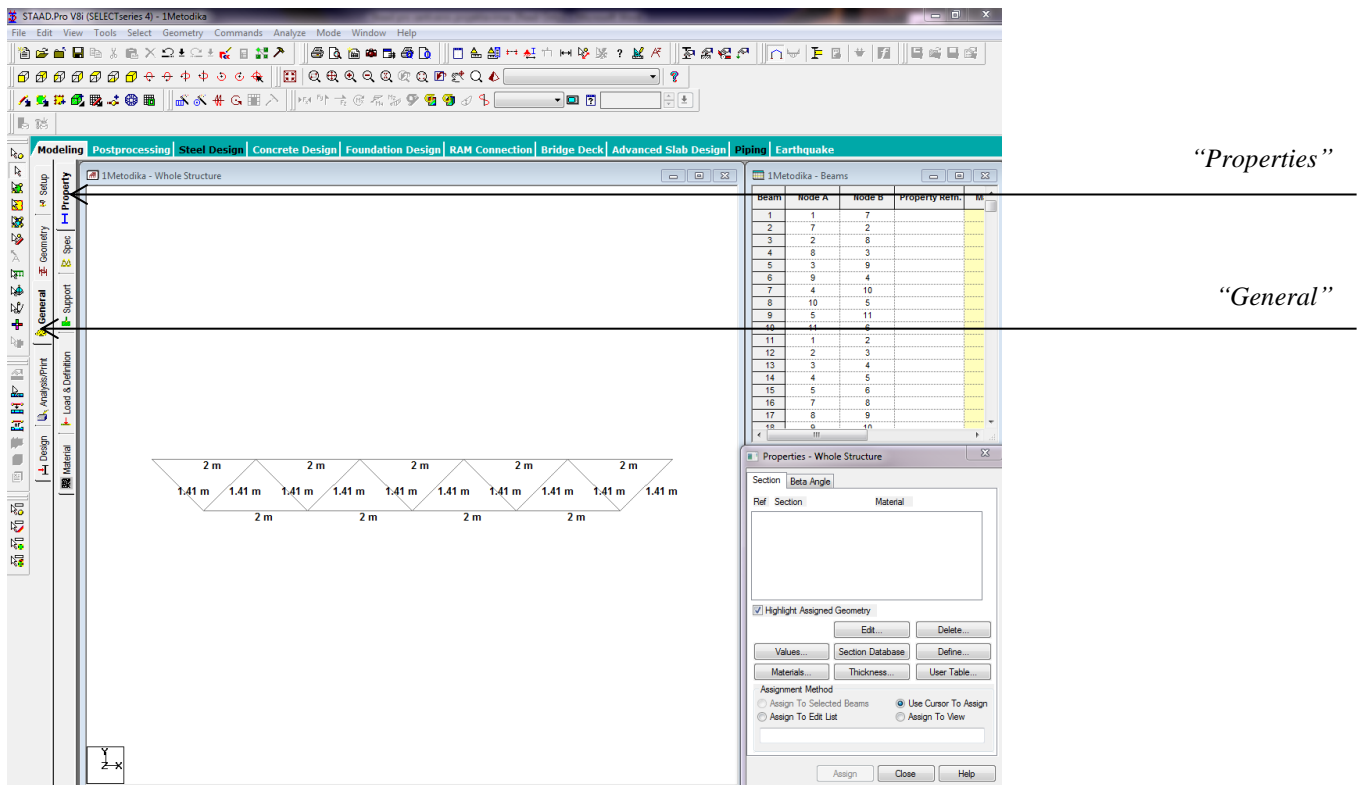 STAAD.Pro V8i (SELECTseries 4) - 1Metodika
File Edit View Tools Select Geometry Commands Analyze Mode Window Help
Modeling Postprocessing Steel Design Concrete Design Foundation Design RAM Connection Bridge Deck Advanced Slab Design Piping Earthquake
Setup
Geometry
General
Analysis/Print
Design
Property
Spec
Support
Load & Definition
Material
1Metodika - Whole Structure
2 m 2 m 2 m 2 m 2 m
1.41 m 1.41 m 1.41 m 1.41 m 1.41 m 1.41 m 1.41 m 1.41 m 1.41 m 1.41 m
2 m 2 m 2 m 2 m
Y
Z X
1Metodika - Beams
Beam Node A Node B Property Refn. M
1 1 7
2 7 2
3 2 8
4 8 3
5 3 9
6 9 4
7 4 10
8 10 5
9 5 11
10 11 6
11 1 2
12 2 3
13 3 4
14 4 5
15 5 6
16 7 8
17 8 9
18 9 10
Properties - Whole Structure
Section Beta Angle
Ref Section Material
Highlight Assigned Geometry
Edit... Delete...
Values... Section Database Define...
Materials... Thickness... User Table...
Assignment Method
Assign To Selected Beams Use Cursor To Assign
Assign To Edit List Assign To View
Assign Close Help
“Properties”
“General”